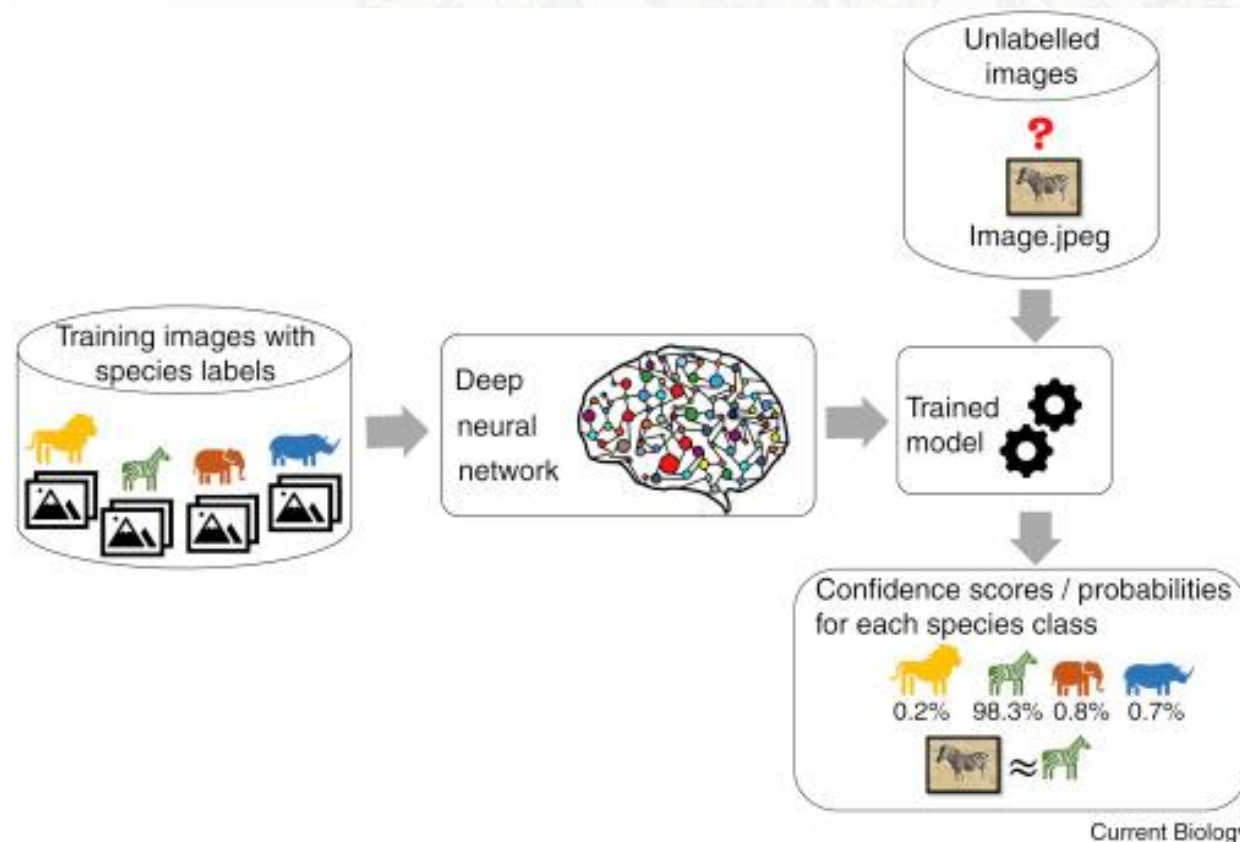 Unlabelled
images
?
Image.jpeg
Training images with
species labels
Deep
neural
network
Trained
model
Confidence scores / probabilities
for each species class
0.2% 98.3% 0.8% 0.7%
≈
Current Biology